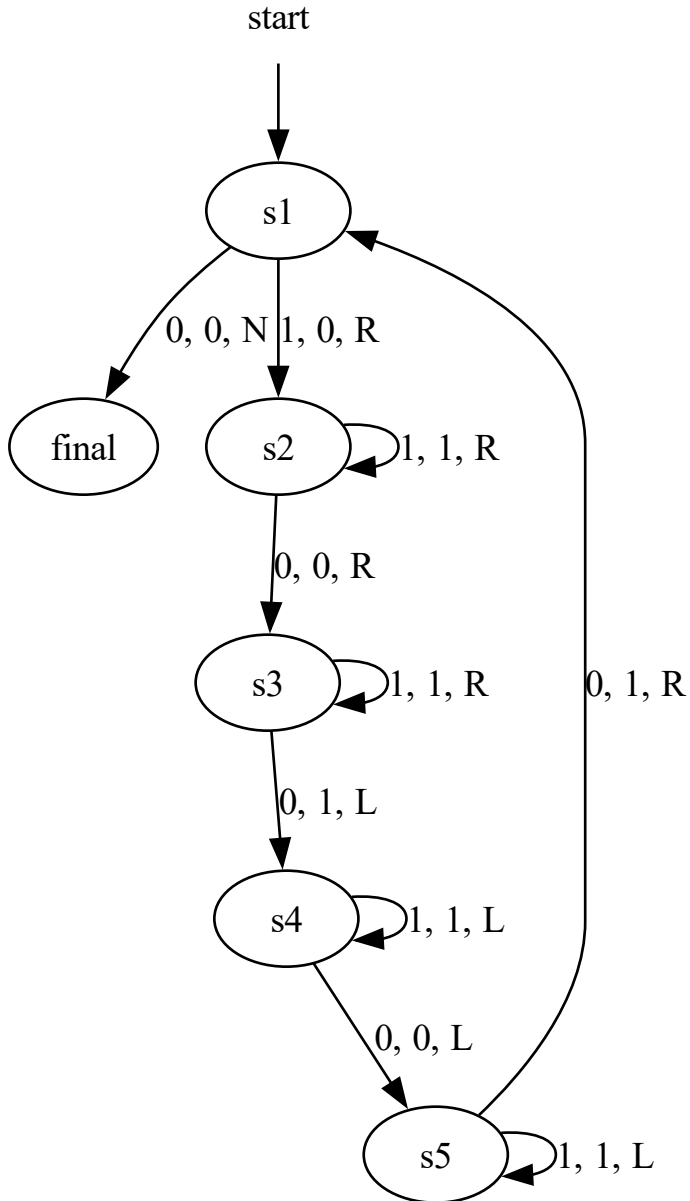 start
s1
0, 0, N
1, 0, R
final
s2
1, 1, R
0, 0, R
s3
1, 1, R
0, 1, R
0, 1, L
s4
1, 1, L
0, 0, L
s5
1, 1, L